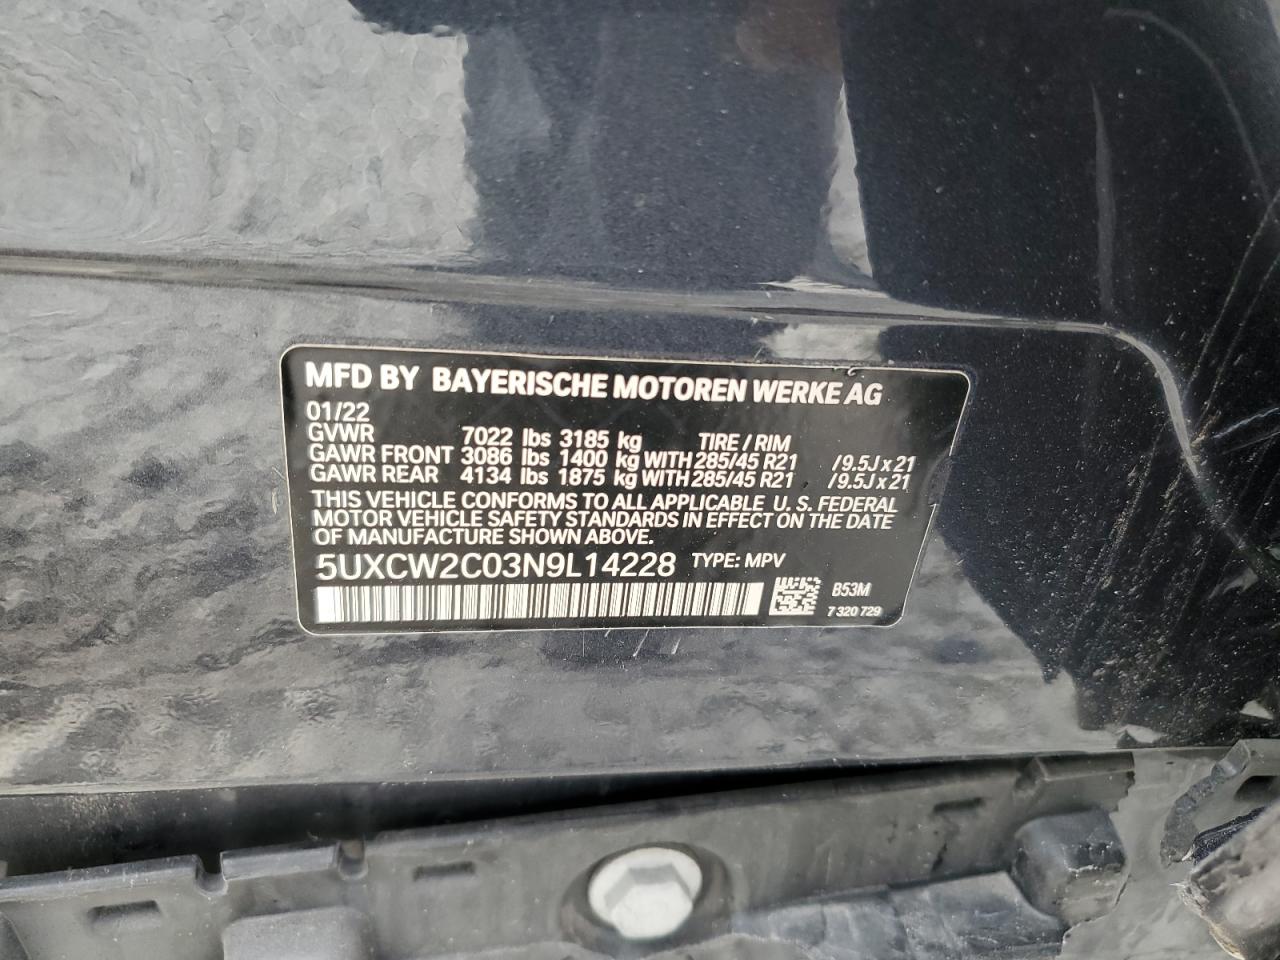 MFD BY BAYERISCHE MOTOREN WERKE AG
01/22
GVWR 7022 lbs 3185 kg TIRE / RIM
GAWR FRONT 3086 lbs 1400 kg WITH 285/45 R21 /9.5J x 21
GAWR REAR 4134 lbs 1875 kg WITH 285/45 R21 /9.5J x 21
THIS VEHICLE CONFORMS TO ALL APPLICABLE U. S. FEDERAL
MOTOR VEHICLE SAFETY STANDARDS IN EFFECT ON THE DATE
OF MANUFACTURE SHOWN ABOVE.
5UXCW2C03N9L14228 TYPE: MPV
B53M
7 320 729